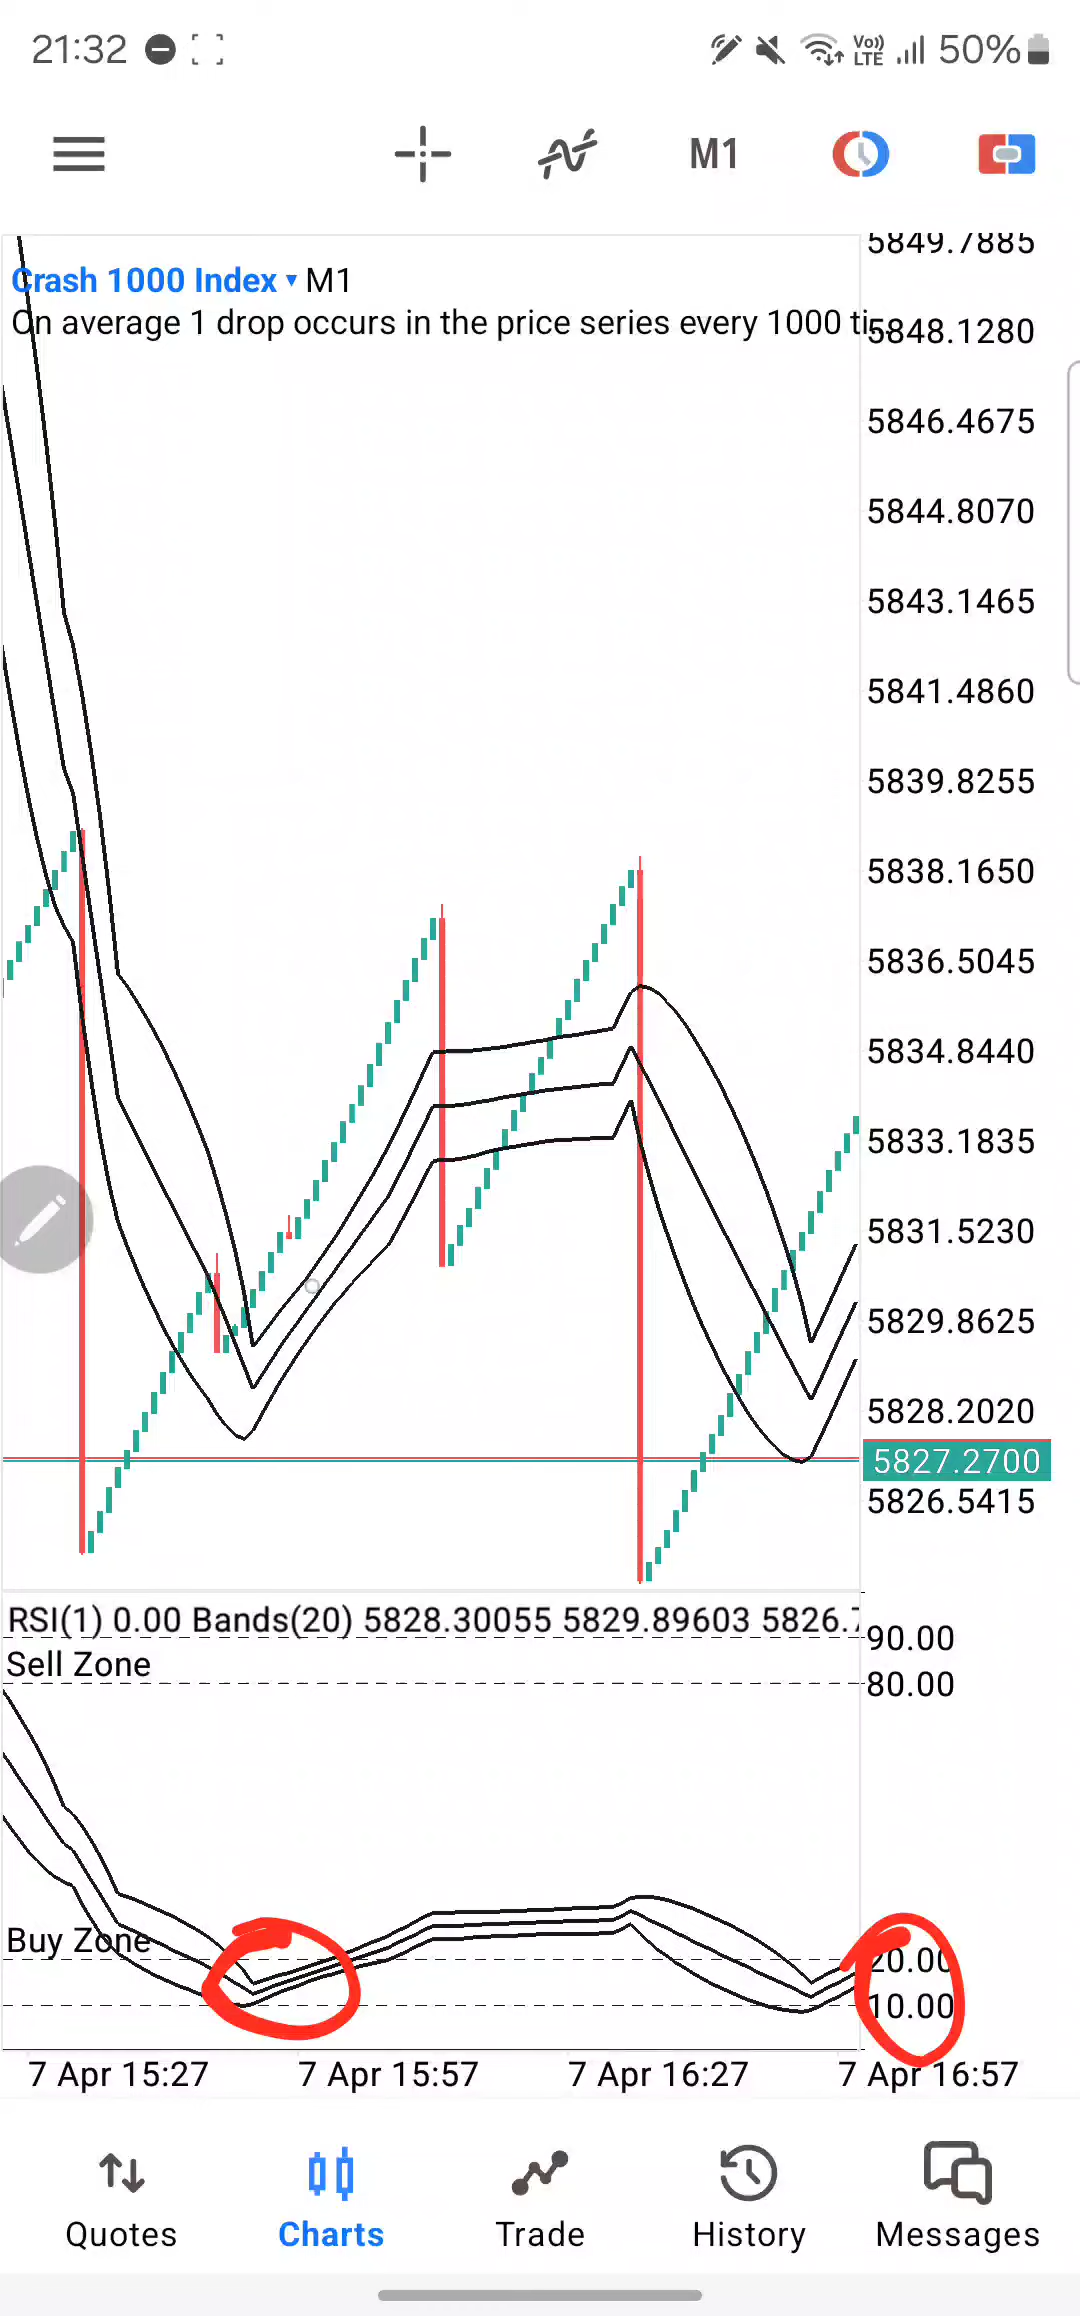 21:32 Vo)) LTE 50%
M1
5849.7885
Crash 1000 Index ▾ M1
On average 1 drop occurs in the price series every 1000 ti...
5848.1280
5846.4675
5844.8070
5843.1465
5841.4860
5839.8255
5838.1650
5836.5045
5834.8440
5833.1835
5831.5230
5829.8625
5828.2020
5827.2700
5826.5415
RSI(1) 0.00 Bands(20) 5828.30055 5829.89603 5826.7
90.00
Sell Zone
80.00
Buy Zone
20.00
10.00
7 Apr 15:27 7 Apr 15:57 7 Apr 16:27 7 Apr 16:57
Quotes Charts Trade History Messages